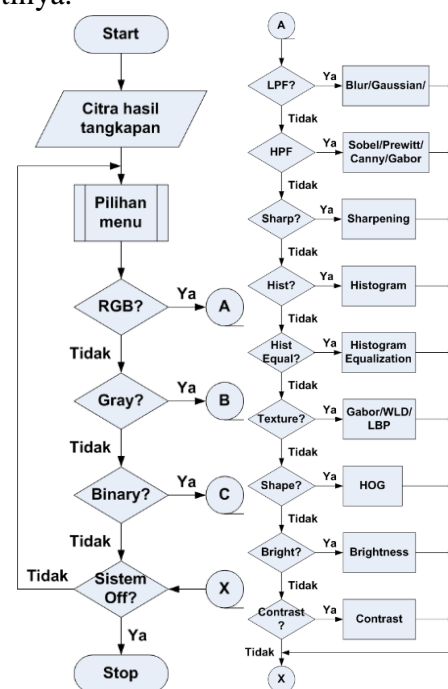 Start
Citra hasil
tangkapan
Pilihan
menu
RGB?
Ya
A
Tidak
Gray?
Ya
B
Tidak
Binary?
Ya
C
Tidak
Sistem
Off?
Tidak
X
Ya
Stop
A
LPF?
Ya
Blur/Gaussian/
Tidak
HPF
Ya
Sobel/Prewitt/
Canny/Gabor
Tidak
Sharp?
Ya
Sharpening
Tidak
Hist?
Ya
Histogram
Tidak
Hist
Equal?
Ya
Histogram
Equalization
Tidak
Texture?
Ya
Gabor/WLD/
LBP
Tidak
Shape?
Ya
HOG
Tidak
Bright?
Ya
Brightness
Tidak
Contrast
?
Ya
Contrast
Tidak
X